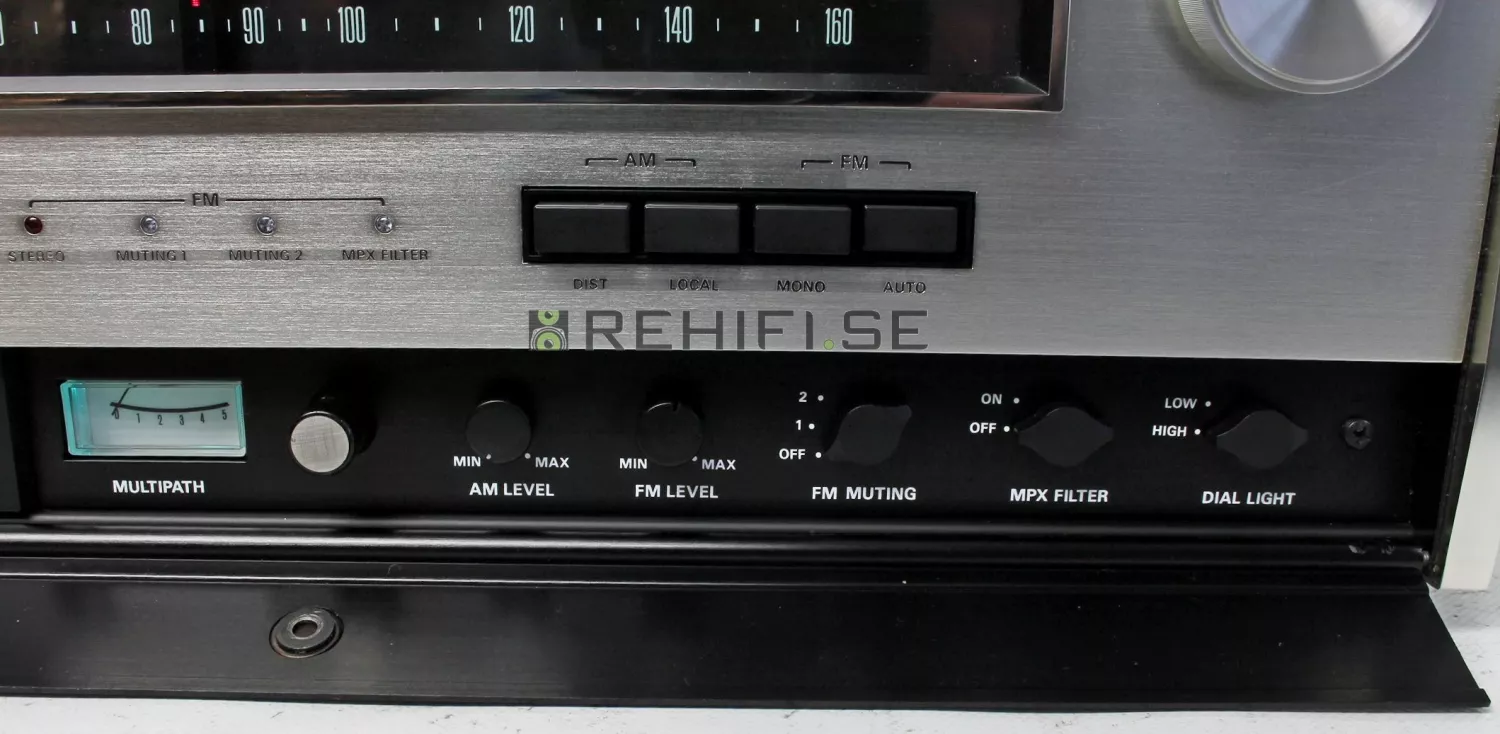 80 90 100 120 140 160
AM FM
FM
STEREO MUTING 1 MUTING 2 MPX FILTER
DIST LOCAL MONO AUTO
REHIFI.SE
0 1 2 3 4 5
MULTIPATH
MIN MAX
AM LEVEL
MIN MAX
FM LEVEL
2
1
OFF
FM MUTING
ON
OFF
MPX FILTER
LOW
HIGH
DIAL LIGHT